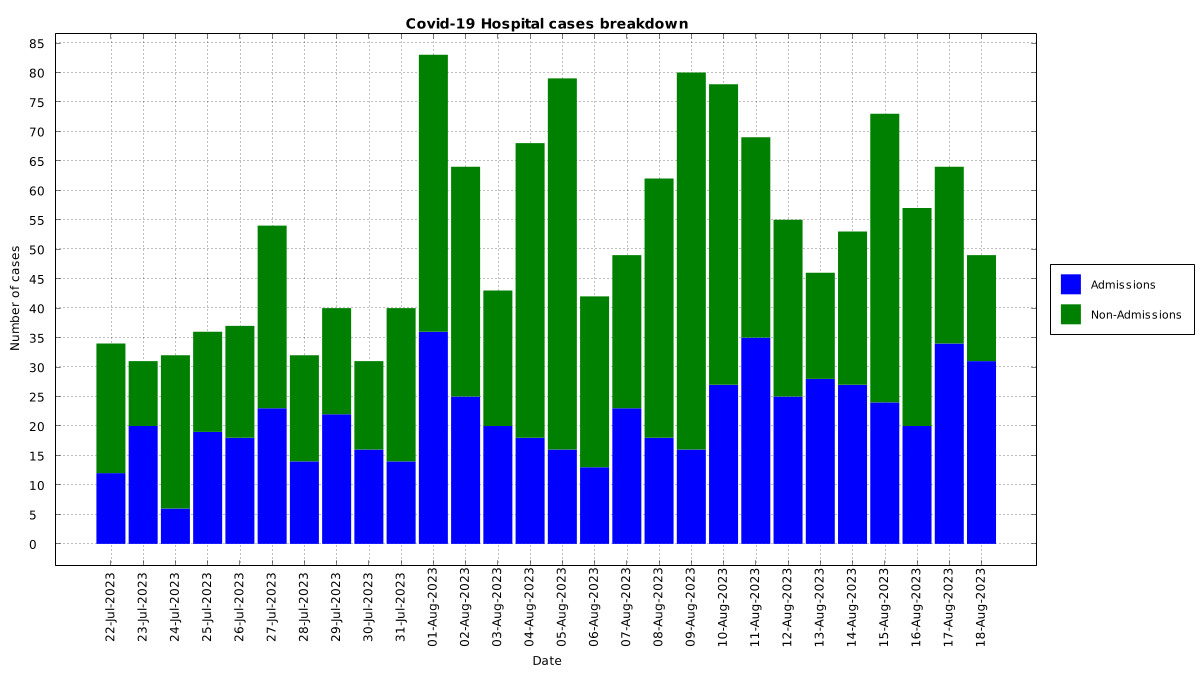 Covid-19 Hospital cases breakdown
85
80
75
70
65
60
55
50
45
40
35
30
25
20
15
10
5
0
Number of cases
22-Jul-2023
23-Jul-2023
24-Jul-2023
25-Jul-2023
26-Jul-2023
27-Jul-2023
28-Jul-2023
29-Jul-2023
30-Jul-2023
31-Jul-2023
01-Aug-2023
02-Aug-2023
03-Aug-2023
04-Aug-2023
05-Aug-2023
06-Aug-2023
07-Aug-2023
08-Aug-2023
09-Aug-2023
10-Aug-2023
11-Aug-2023
12-Aug-2023
13-Aug-2023
14-Aug-2023
15-Aug-2023
16-Aug-2023
17-Aug-2023
18-Aug-2023
Date
Admissions
Non-Admissions